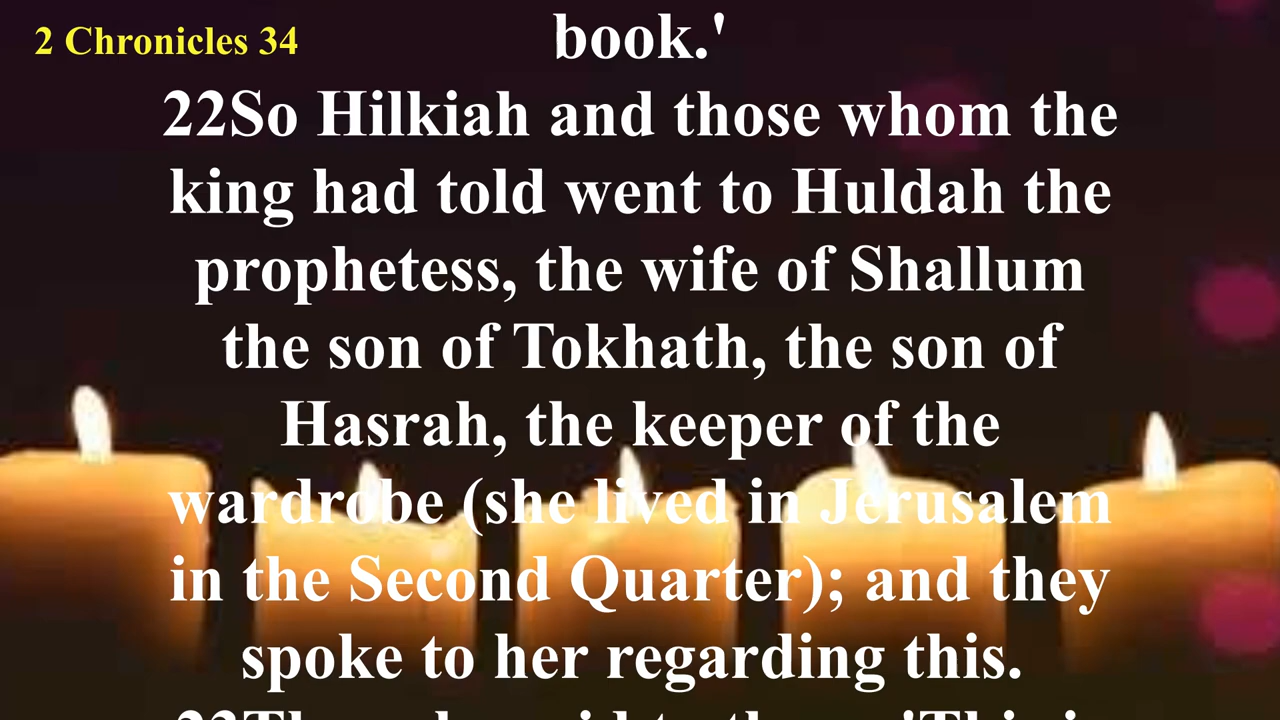 2 Chronicles 34
book.'
22So Hilkiah and those whom the
king had told went to Huldah the
prophetess, the wife of Shallum
the son of Tokhath, the son of
Hasrah, the keeper of the
wardrobe (she lived in Jerusalem
in the Second Quarter); and they
spoke to her regarding this.